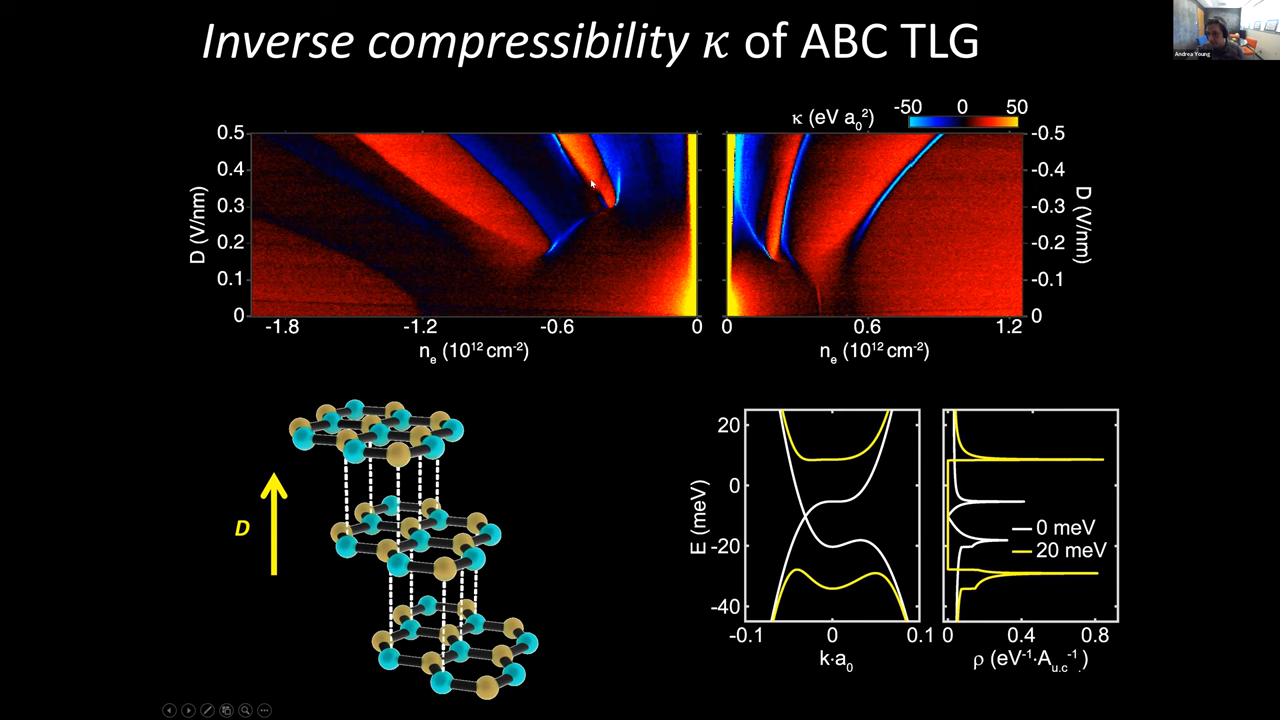 Inverse compressibility κ of ABC TLG
Andrea Young
κ (eV a₀²)
-50 0 50
0.5
0.4
0.3
0.2
0.1
0
D (V/nm)
-1.8 -1.2 -0.6 0
nₑ (10¹² cm⁻²)
-0.5
-0.4
-0.3
-0.2
-0.1
-0
D (V/nm)
0 0.6 1.2
nₑ (10¹² cm⁻²)
D
20
0
-20
-40
E (meV)
-0.1 0 0.1
k·a₀
0 meV
20 meV
0 0.4 0.8
ρ (eV⁻¹·A_u.c⁻¹)